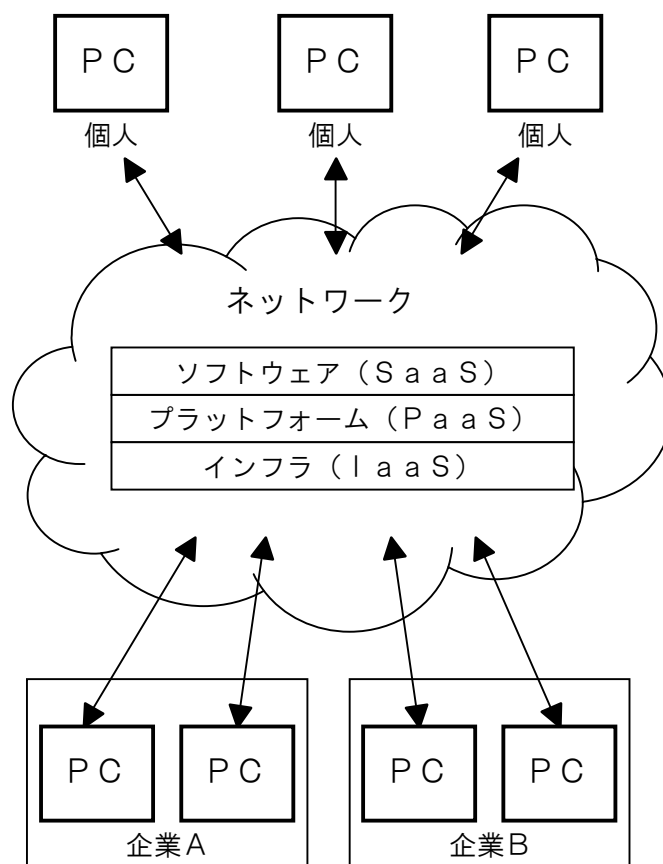 ＰＣ ＰＣ ＰＣ
個人 個人 個人
ネットワーク
ソフトウェア（ＳａａＳ）
プラットフォーム（ＰａａＳ）
インフラ（ＩａａＳ）
ＰＣ ＰＣ ＰＣ ＰＣ
企業Ａ 企業Ｂ